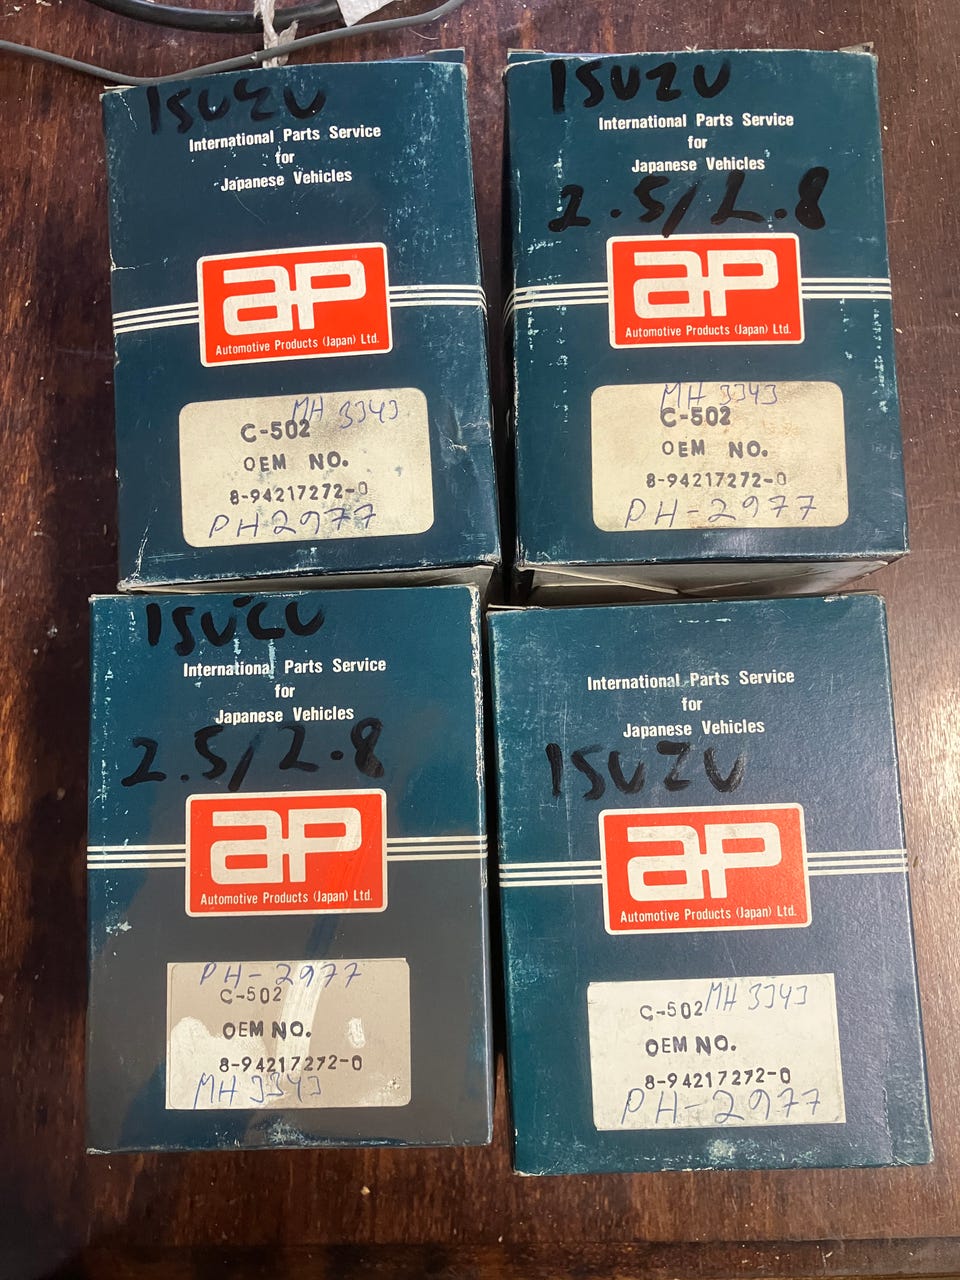 ISUZU
International Parts Service
for
Japanese Vehicles
ap
Automotive Products (Japan) Ltd.
MH 3343
C-502
OEM NO.
8-94217272-0
PH2977
ISUZU
International Parts Service
for
Japanese Vehicles
2.5/2.8
ap
Automotive Products (Japan) Ltd.
MH 3343
C-502
OEM NO.
8-94217272-0
PH-2977
ISUZU
International Parts Service
for
Japanese Vehicles
2.5/2.8
ap
Automotive Products (Japan) Ltd.
PH-2977
C-502
OEM NO.
8-94217272-0
MH 3343
International Parts Service
for
Japanese Vehicles
ISUZU
ap
Automotive Products (Japan) Ltd.
C-502 MH 3343
OEM NO.
8-94217272-0
PH-2977